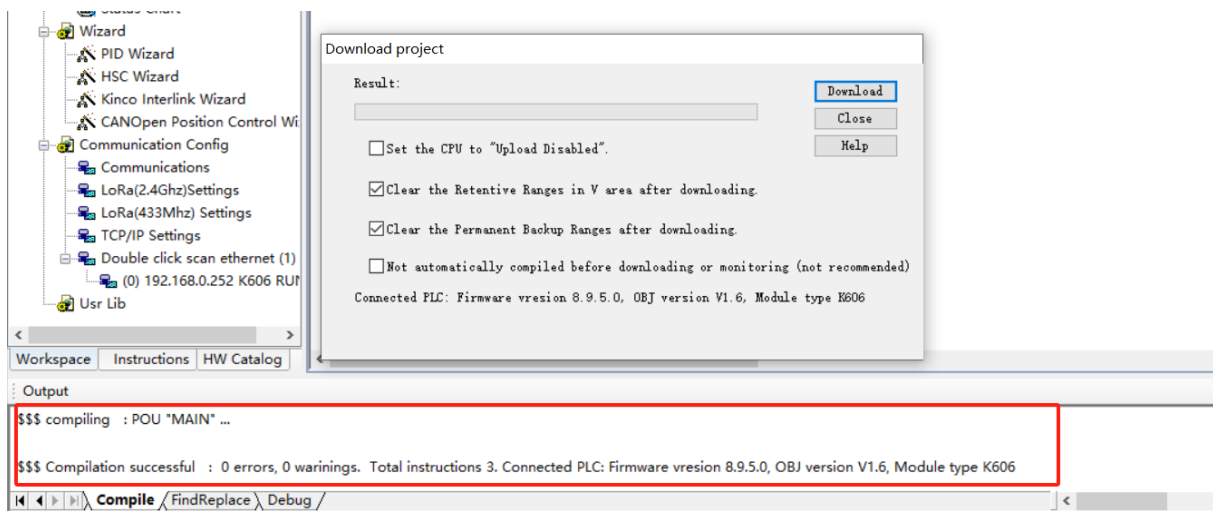 Status Chart
Wizard
PID Wizard
HSC Wizard
Kinco Interlink Wizard
CANOpen Position Control Wi
Communication Config
Communications
LoRa(2.4Ghz)Settings
LoRa(433Mhz) Settings
TCP/IP Settings
Double click scan ethernet (1)
(0) 192.168.0.252 K606 RUN
Usr Lib
Workspace Instructions HW Catalog
Download project
Result:
Download
Close
Help
Set the CPU to "Upload Disabled".
Clear the Retentive Ranges in V area after downloading.
Clear the Permanent Backup Ranges after downloading.
Not automatically compiled before downloading or monitoring (not recommended)
Connected PLC: Firmware vresion 8.9.5.0, OBJ version V1.6, Module type K606
Output
$$$ compiling : POU "MAIN" ...
$$$ Compilation successful : 0 errors, 0 warinings. Total instructions 3. Connected PLC: Firmware vresion 8.9.5.0, OBJ version V1.6, Module type K606
Compile FindReplace Debug